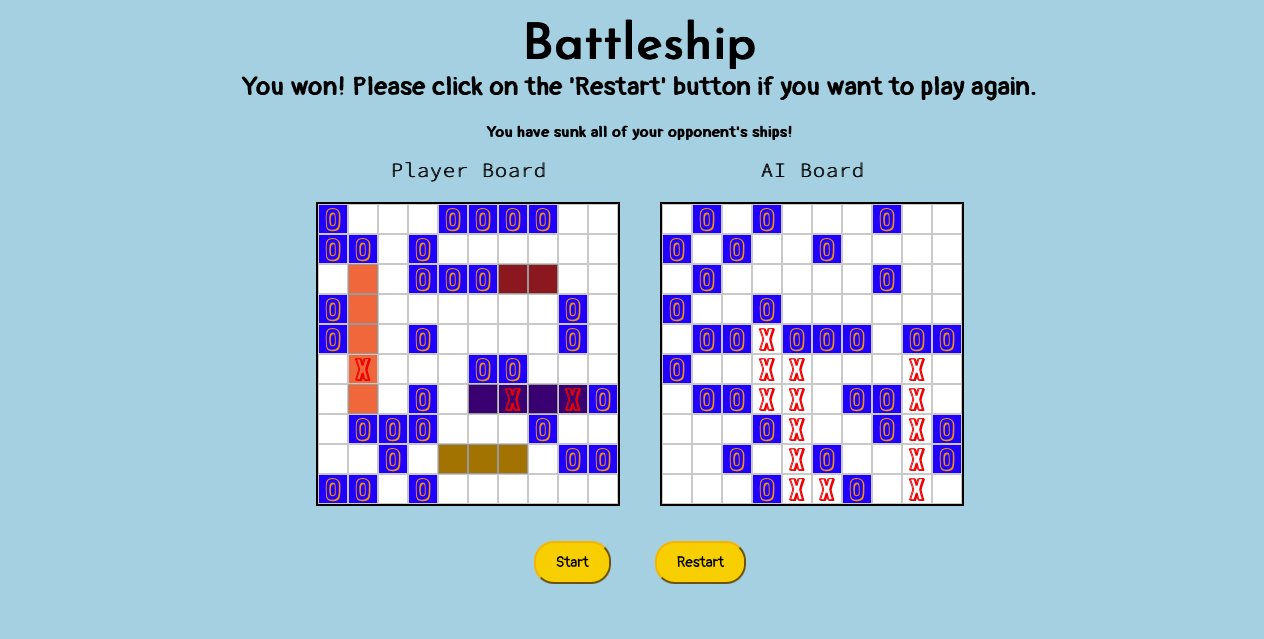 Battleship
You won! Please click on the 'Restart' button if you want to play again.
You have sunk all of your opponent's ships!
Player Board
O O O O O
O O O
O O O
O O
O O O
X O O
O X X O
O O O O
O O O
O O O
AI Board
O O O
O O O
O O
O O
O O X O O O O O
O X X X
O O X X O O X
O X O X O
O X O X O
O X X O X
Start
Restart